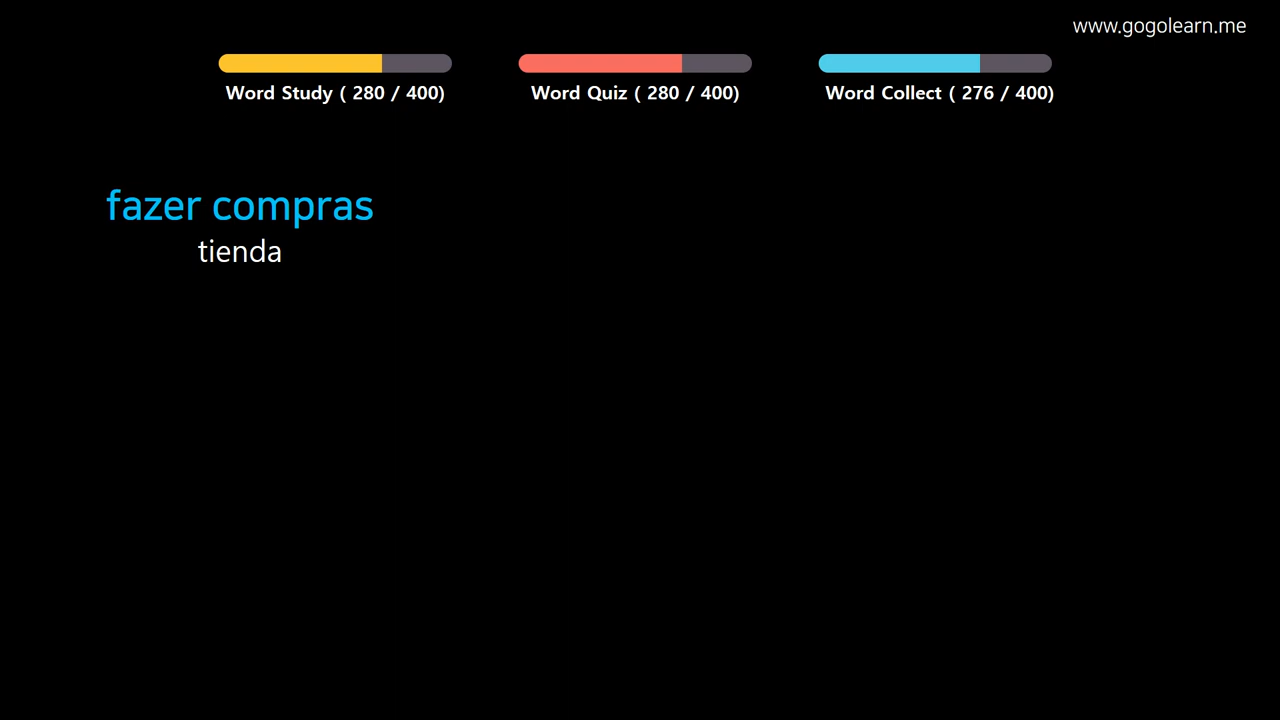 www.gogolearn.me
Word Study ( 280 / 400)
Word Quiz ( 280 / 400)
Word Collect ( 276 / 400)
fazer compras
tienda